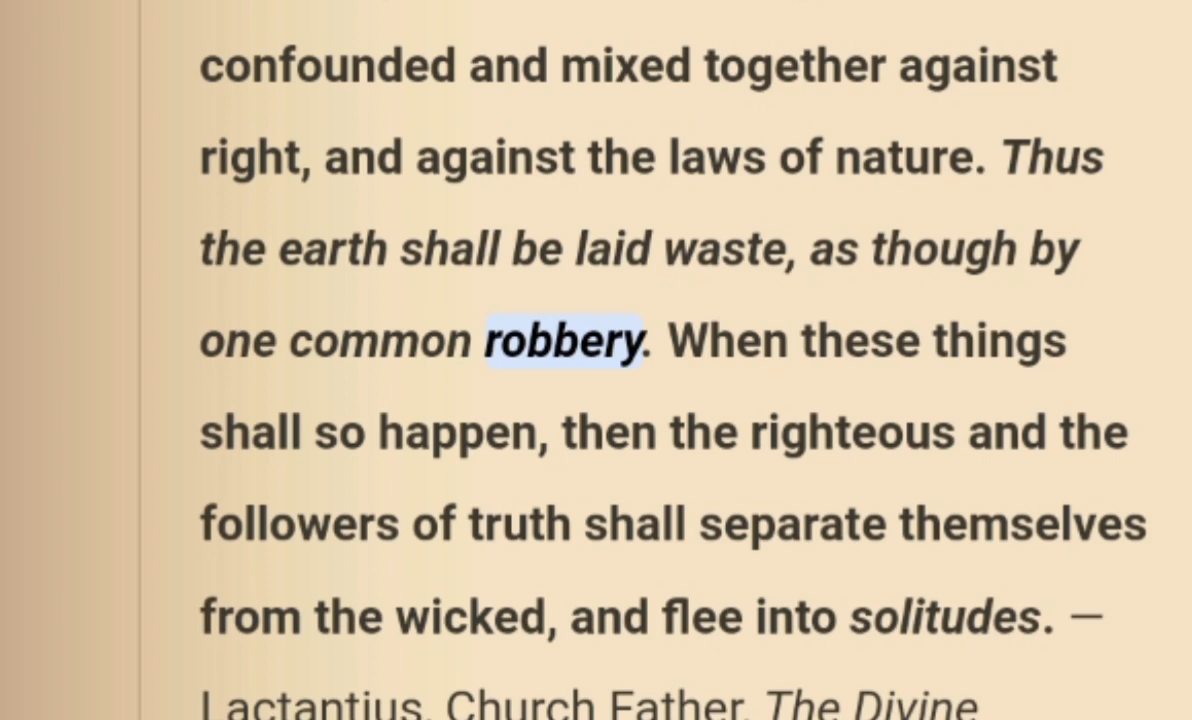 confounded and mixed together against
right, and against the laws of nature. Thus
the earth shall be laid waste, as though by
one common robbery. When these things
shall so happen, then the righteous and the
followers of truth shall separate themselves
from the wicked, and flee into solitudes. —
Lactantius, Church Father, The Divine